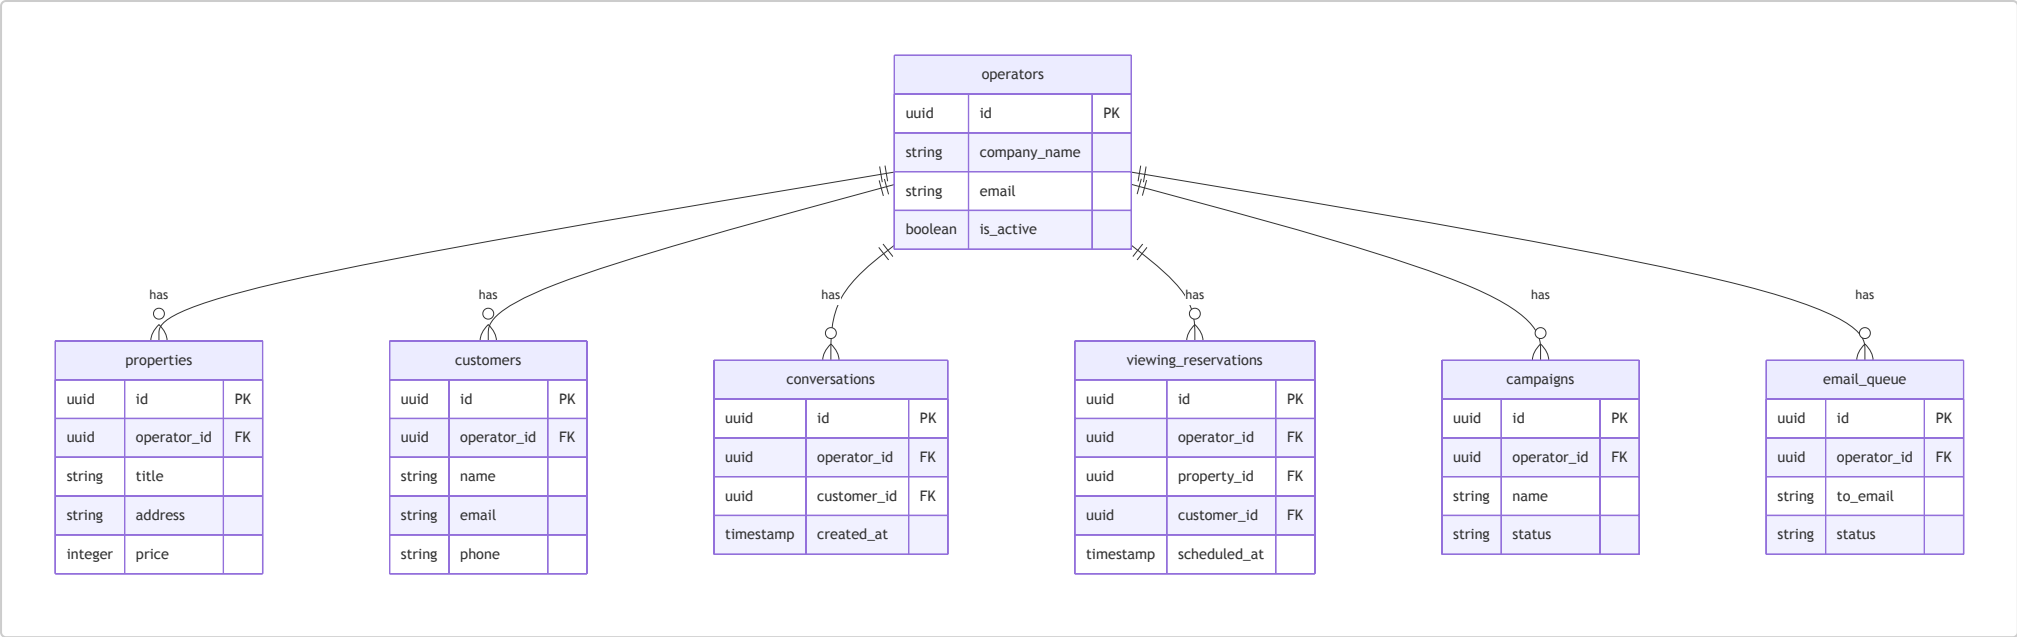 operators
uuid id PK
string company_name
string email
boolean is_active
has has has has has has
properties
uuid id PK
uuid operator_id FK
string title
string address
integer price
customers
uuid id PK
uuid operator_id FK
string name
string email
string phone
conversations
uuid id PK
uuid operator_id FK
uuid customer_id FK
timestamp created_at
viewing_reservations
uuid id PK
uuid operator_id FK
uuid property_id FK
uuid customer_id FK
timestamp scheduled_at
campaigns
uuid id PK
uuid operator_id FK
string name
string status
email_queue
uuid id PK
uuid operator_id FK
string to_email
string status